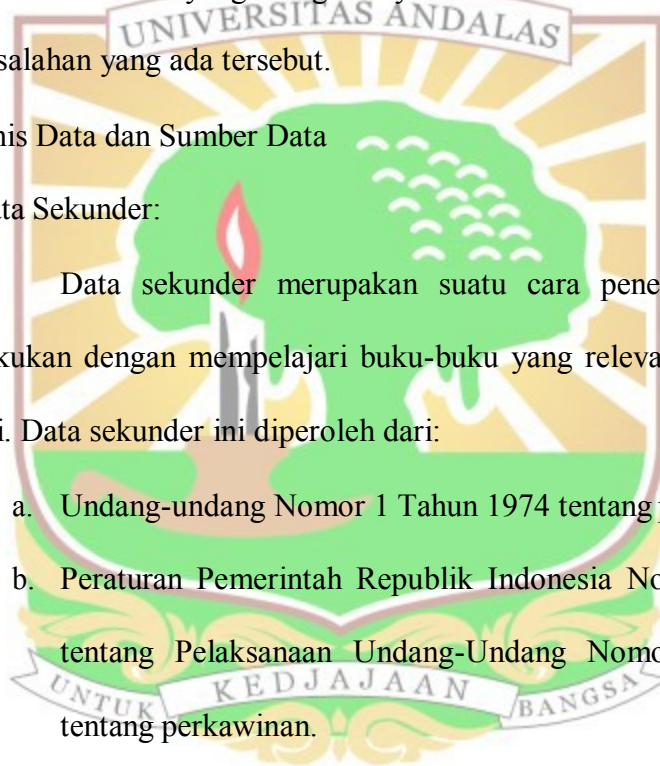 UNIVERSITAS ANDALAS
salahan yang ada tersebut.
nis Data dan Sumber Data
ata Sekunder:
Data sekunder merupakan suatu cara pene
kukan dengan mempelajari buku-buku yang releva
i. Data sekunder ini diperoleh dari:
a. Undang-undang Nomor 1 Tahun 1974 tentang p
b. Peraturan Pemerintah Republik Indonesia No
tentang Pelaksanaan Undang-Undang Nomo
tentang perkawinan.
UNTUK KEDJAJAAN BANGSA